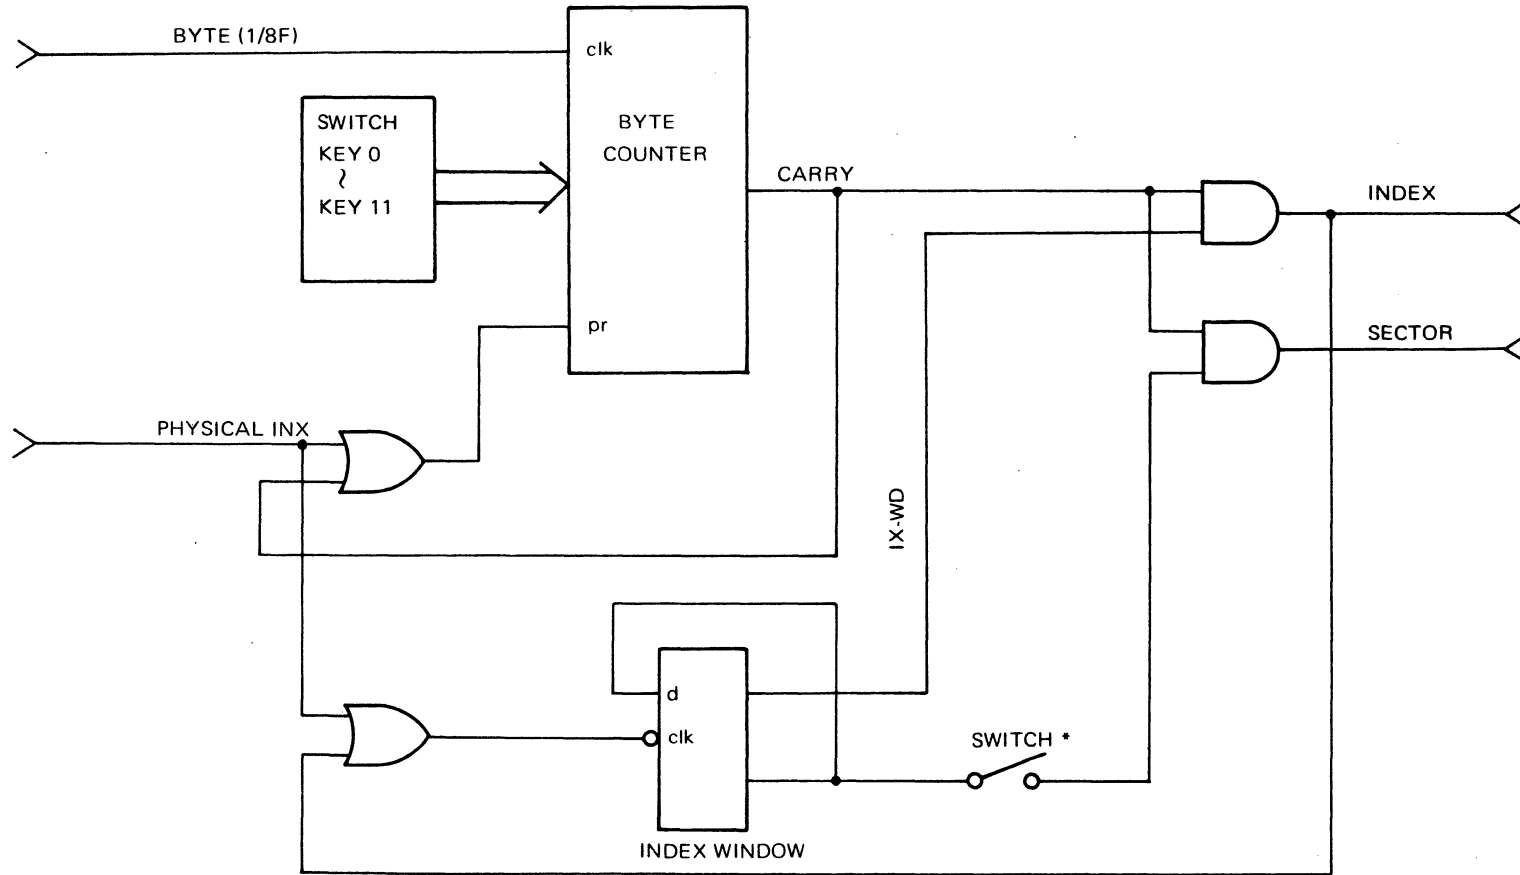 BYTE (1/8F)
clk
SWITCH
KEY 0
~
KEY 11
BYTE
COUNTER
CARRY
INDEX
pr
SECTOR
PHYSICAL INX
IX-WD
d
clk
SWITCH *
INDEX WINDOW